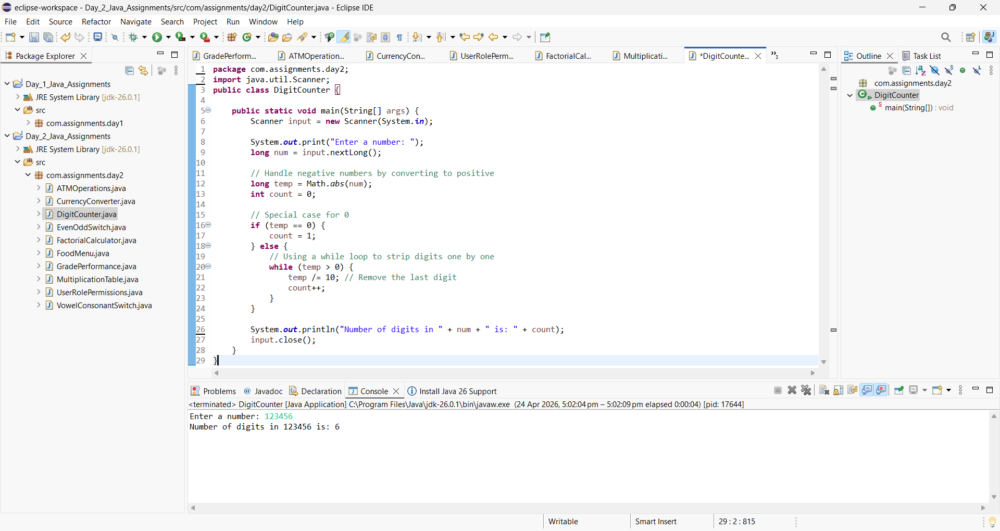 eclipse-workspace - Day_2_Java_Assignments/src/com/assignments/day2/DigitCounter.java - Eclipse IDE
File Edit Source Refactor Navigate Search Project Run Window Help
Package Explorer
Day_1_Java_Assignments
JRE System Library [jdk-26.0.1]
src
com.assignments.day1
Day_2_Java_Assignments
JRE System Library [jdk-26.0.1]
src
com.assignments.day2
ATMOperations.java
CurrencyConverter.java
DigitCounter.java
EvenOddSwitch.java
FactorialCalculator.java
FoodMenu.java
GradePerformance.java
MultiplicationTable.java
UserRolePermissions.java
VowelConsonantSwitch.java
GradePerform... ATMOperation... CurrencyCon... UserRolePerm... FactorialCal... Multiplicati... *DigitCounte... »3
1 package com.assignments.day2;
2 import java.util.Scanner;
3 public class DigitCounter {
4
5 public static void main(String[] args) {
6 Scanner input = new Scanner(System.in);
7
8 System.out.print("Enter a number: ");
9 long num = input.nextLong();
10
11 // Handle negative numbers by converting to positive
12 long temp = Math.abs(num);
13 int count = 0;
14
15 // Special case for 0
16 if (temp == 0) {
17 count = 1;
18 } else {
19 // Using a while loop to strip digits one by one
20 while (temp > 0) {
21 temp /= 10; // Remove the last digit
22 count++;
23 }
24 }
25
26 System.out.println("Number of digits in " + num + " is: " + count);
27 input.close();
28 }
29 }
Outline Task List
com.assignments.day2
DigitCounter
main(String[]) : void
Problems Javadoc Declaration Console Install Java 26 Support
<terminated> DigitCounter [Java Application] C:\Program Files\Java\jdk-26.0.1\bin\javaw.exe (24 Apr 2026, 5:02:04 pm – 5:02:09 pm elapsed 0:00:04) [pid: 17644]
Enter a number: 123456
Number of digits in 123456 is: 6
Writable Smart Insert 29 : 2 : 815